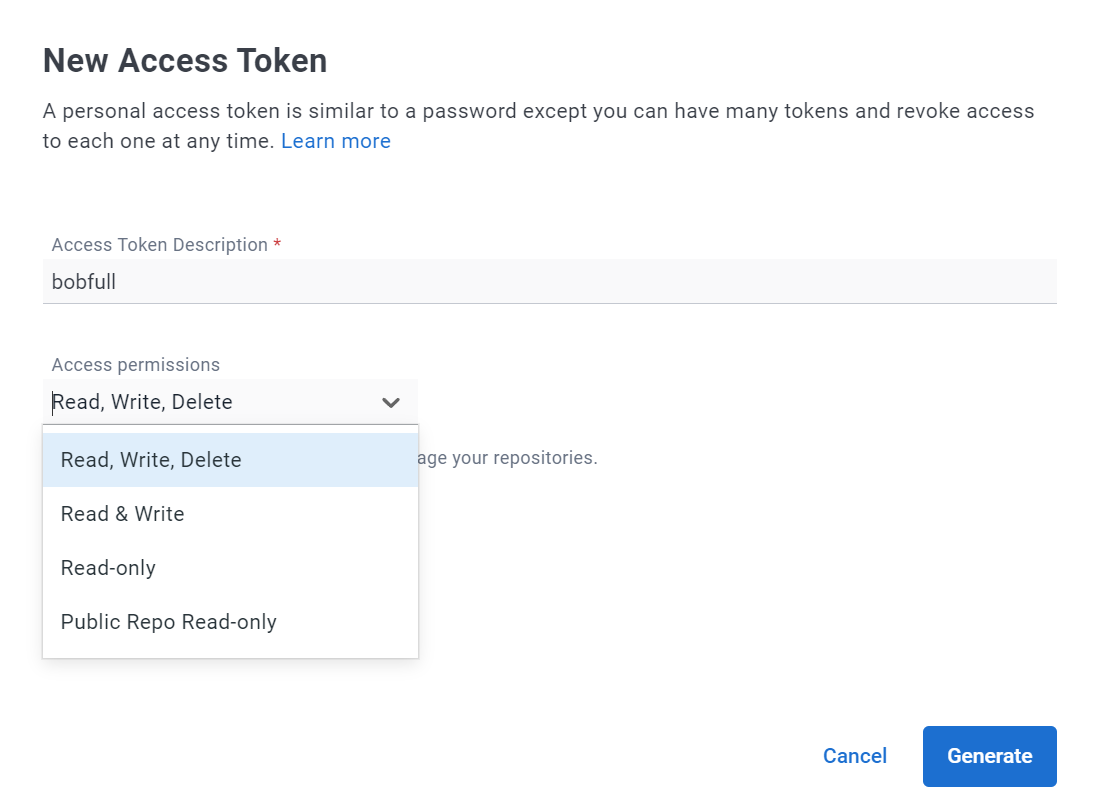 New Access Token
A personal access token is similar to a password except you can have many tokens and revoke access
to each one at any time. Learn more
Access Token Description *
bobfull
Access permissions
Read, Write, Delete
Read, Write, Delete
your repositories.
Read & Write
Read-only
Public Repo Read-only
Cancel
Generate